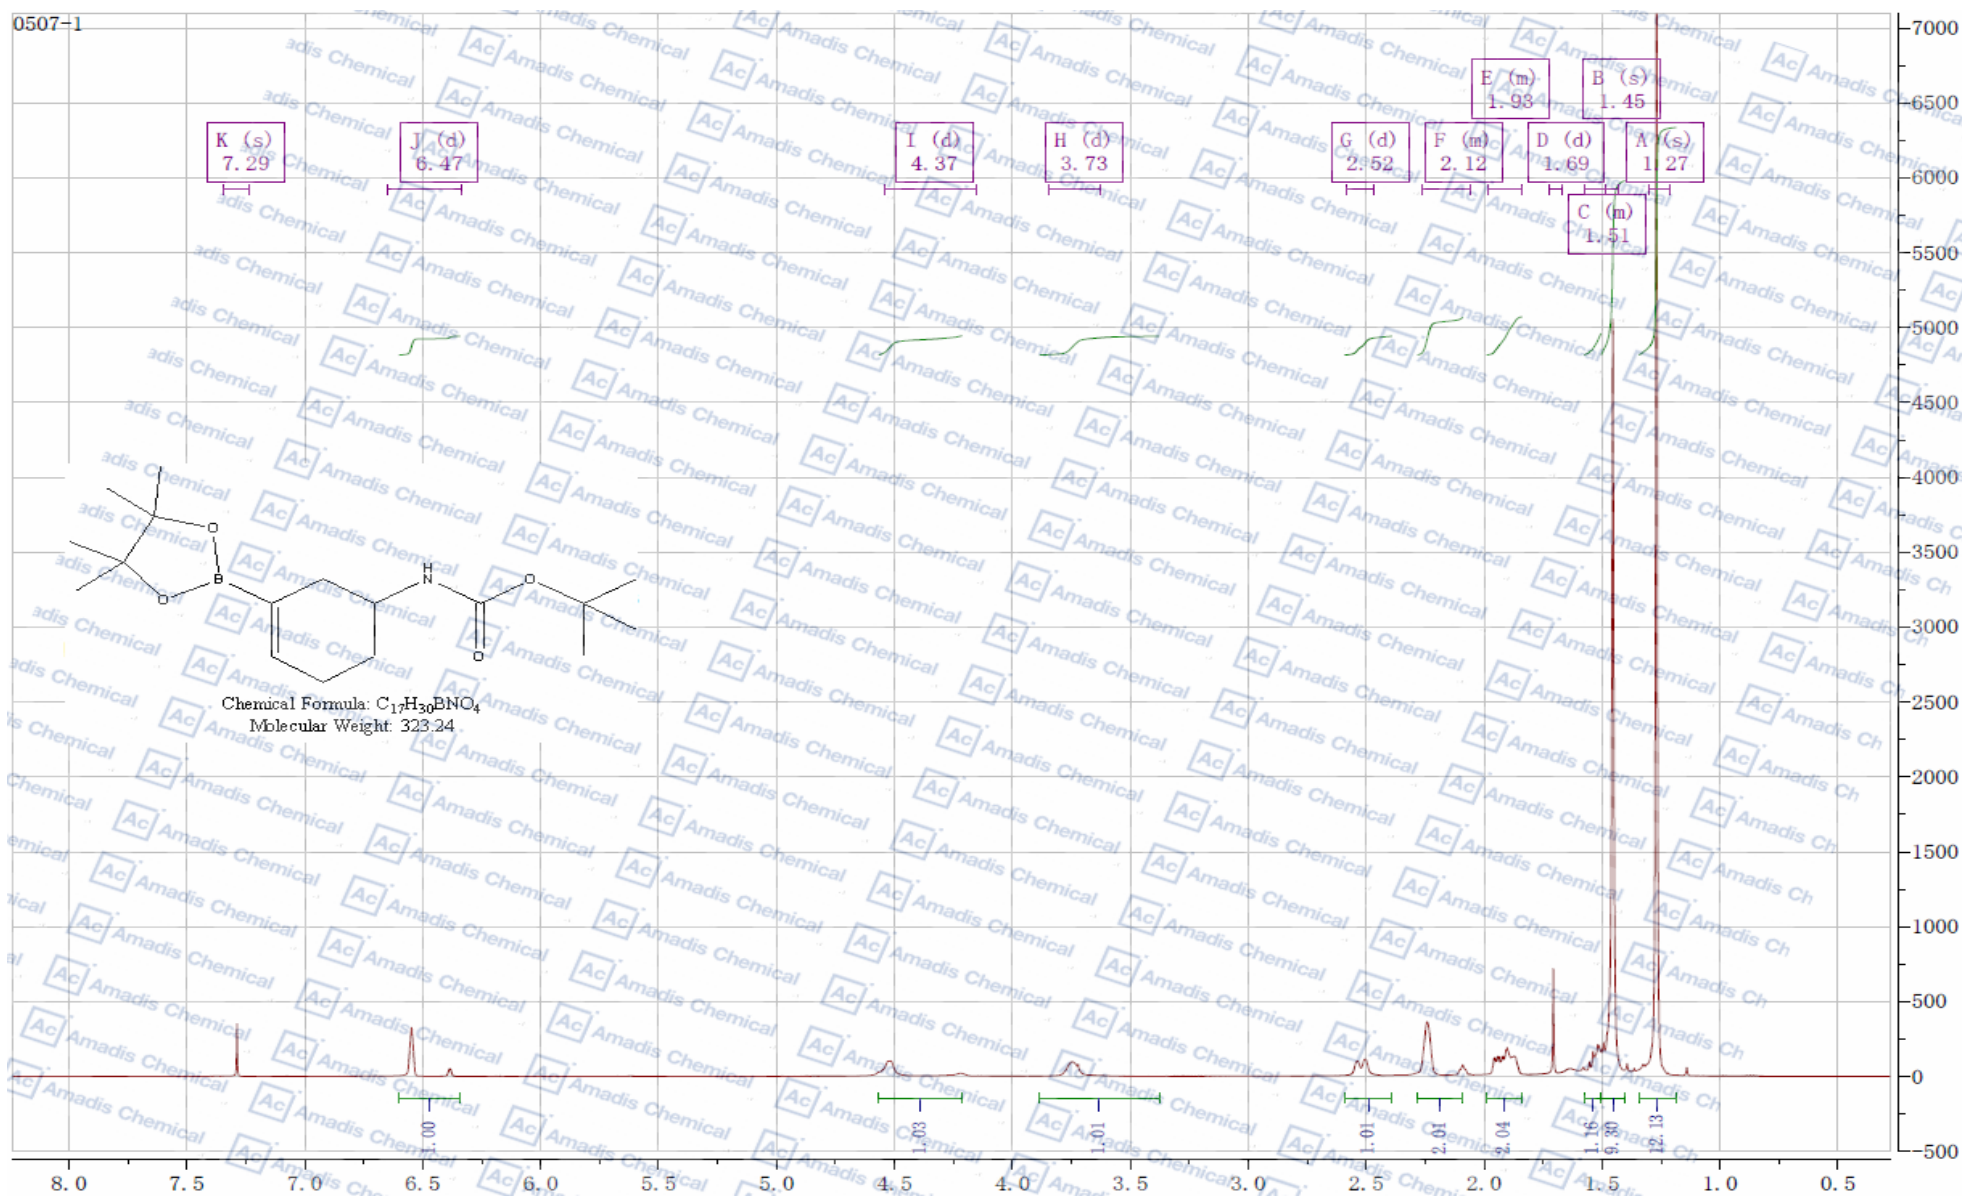 0507-1
E (m)
1.93
B (s)
1.45
K (s)
7.29
J (d)
6.47
I (d)
4.37
H (d)
3.73
G (d)
2.52
F (m)
2.12
D (d)
1.69
A (s)
1.27
C (m)
1.51
7000
6500
6000
5500
5000
4500
4000
3500
3000
2500
2000
1500
1000
500
0
-500
O
B
O
H
N
O
O
Chemical Formula: C17H30BNO4
Molecular Weight: 323.24
1.00
1.03
1.01
1.01
2.01
2.04
1.16
9.30
12.13
8.0 7.5 7.0 6.5 6.0 5.5 5.0 4.5 4.0 3.5 3.0 2.5 2.0 1.5 1.0 0.5
Ac Amadis Chemical